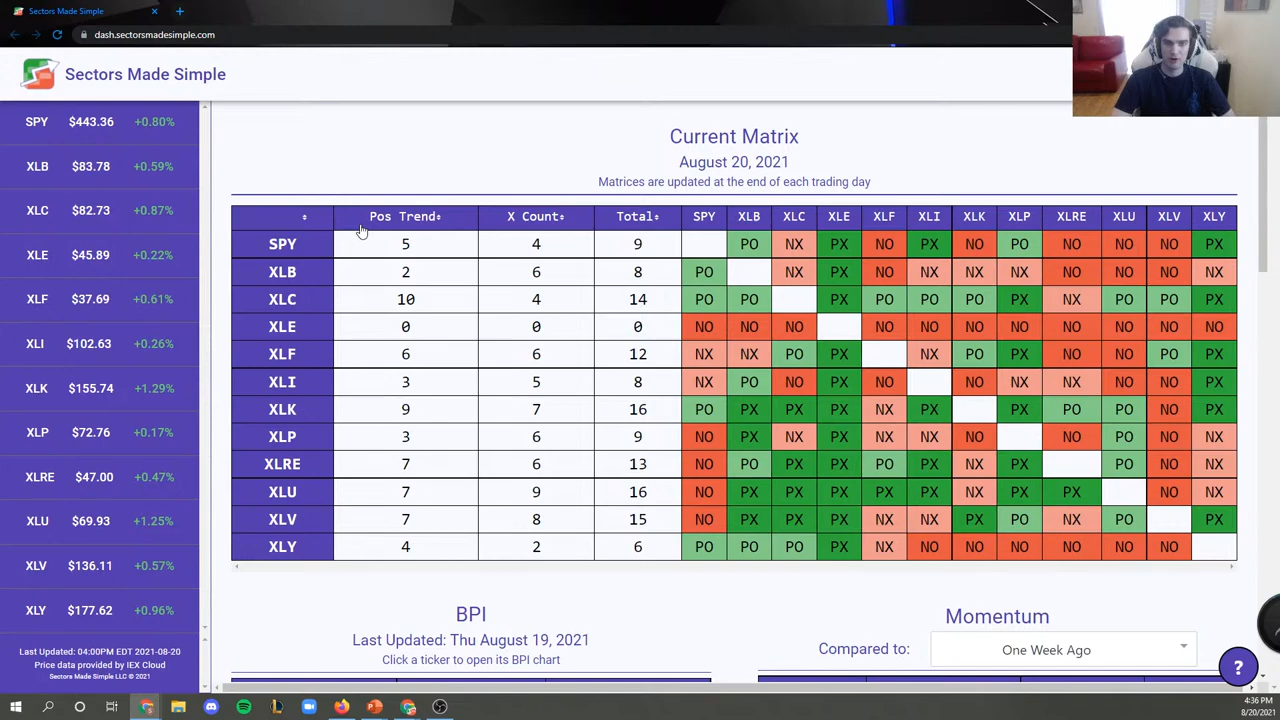 Sectors Made Simple
dash.sectorsmadesimple.com
Sectors Made Simple
SPY $443.36 +0.80%
XLB $83.78 +0.59%
XLC $82.73 +0.87%
XLE $45.89 +0.22%
XLF $37.69 +0.61%
XLI $102.63 +0.26%
XLK $155.74 +1.29%
XLP $72.76 +0.17%
XLRE $47.00 +0.47%
XLU $69.93 +1.25%
XLV $136.11 +0.57%
XLY $177.62 +0.96%
Last Updated: 04:00PM EDT 2021-08-20
Price data provided by IEX Cloud
Sectors Made Simple LLC © 2021
Current Matrix
August 20, 2021
Matrices are updated at the end of each trading day
Pos Trend X Count Total SPY XLB XLC XLE XLF XLI XLK XLP XLRE XLU XLV XLY
SPY 5 4 9 PO NX PX NO PX NO PO NO NO NO PX
XLB 2 6 8 PO NX PX NO NX NX NX NO NO NO NX
XLC 10 4 14 PO PO PX PO PO PO PX NX PO PO PX
XLE 0 0 0 NO NO NO NO NO NO NO NO NO NO NO
XLF 6 6 12 NX NX PO PX NX PO PX NO NO PO PX
XLI 3 5 8 NX PO NO PX NO NO NX NX NO NO PX
XLK 9 7 16 PO PX PX PX NX PX PX PO PO NO PX
XLP 3 6 9 NO PX NX PX NX NX NO NO PO NO NX
XLRE 7 6 13 NO PO PX PX PO PX NX PX PO NO NX
XLU 7 9 16 NO PX PX PX PX PX NX PX PX NO NX
XLV 7 8 15 NO PX PX PX NX NX PX PO NX PO PX
XLY 4 2 6 PO PO PO PX NX NO NO NO NO NO NO
BPI
Last Updated: Thu August 19, 2021
Click a ticker to open its BPI chart
Momentum
Compared to: One Week Ago
?
4:36 PM
8/20/2021